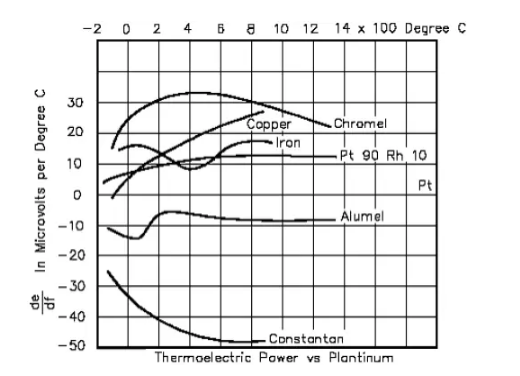 -2 0 2 4 6 8 10 12 14 x 100 Degree C
30
20
10
0
-10
-20
-30
-40
-50
de
df
In Microvolts per Degree C
Copper
Chromel
Iron
Pt 90 Rh 10
Pt
Alumel
Constantan
Thermoelectric Power vs Plantinum